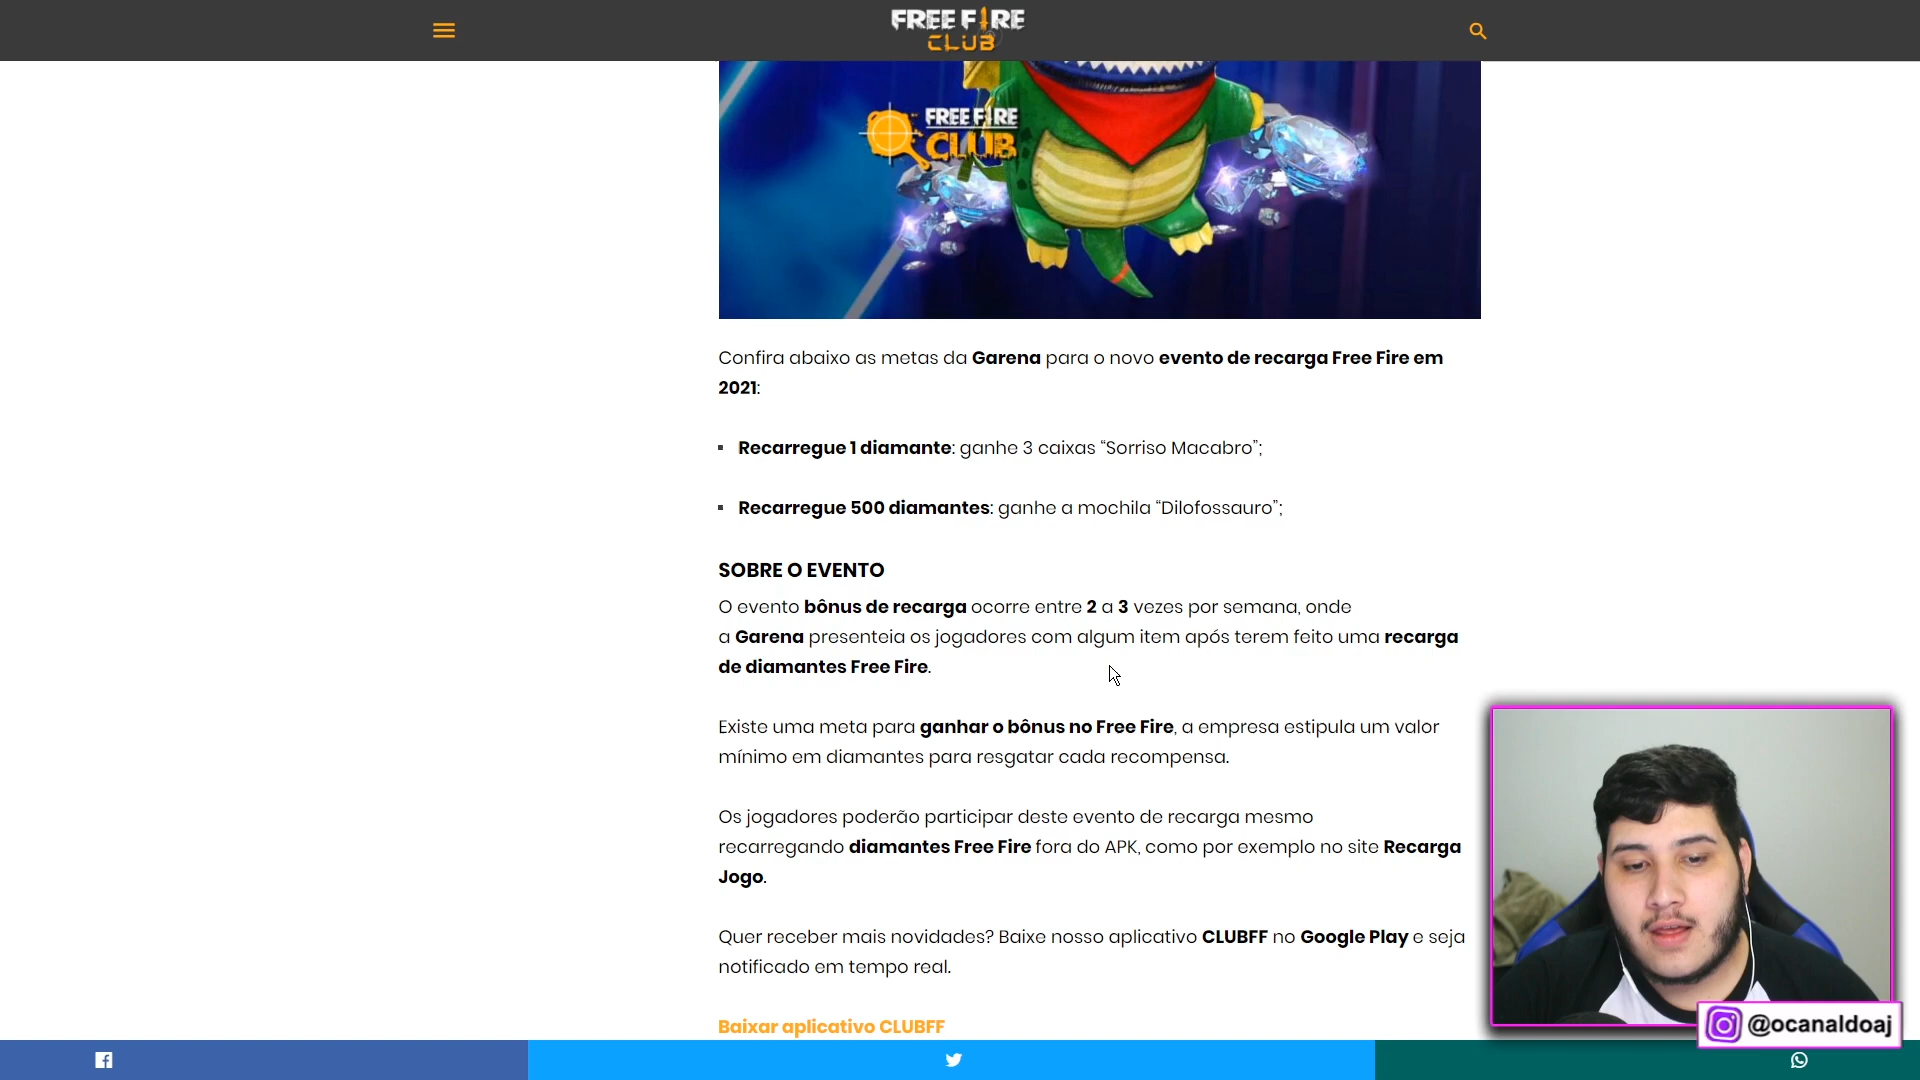 FREE FIRE
CLUB
FREE FIRE
CLUB
Confira abaixo as metas da Garena para o novo evento de recarga Free Fire em
2021:
▪ Recarregue 1 diamante: ganhe 3 caixas “Sorriso Macabro”;
▪ Recarregue 500 diamantes: ganhe a mochila “Dilofossauro”;
SOBRE O EVENTO
O evento bônus de recarga ocorre entre 2 a 3 vezes por semana, onde
a Garena presenteia os jogadores com algum item após terem feito uma recarga
de diamantes Free Fire.
Existe uma meta para ganhar o bônus no Free Fire, a empresa estipula um valor
mínimo em diamantes para resgatar cada recompensa.
Os jogadores poderão participar deste evento de recarga mesmo
recarregando diamantes Free Fire fora do APK, como por exemplo no site Recarga
Jogo.
Quer receber mais novidades? Baixe nosso aplicativo CLUBFF no Google Play e seja
notificado em tempo real.
Baixar aplicativo CLUBFF
@ocanaldoaj